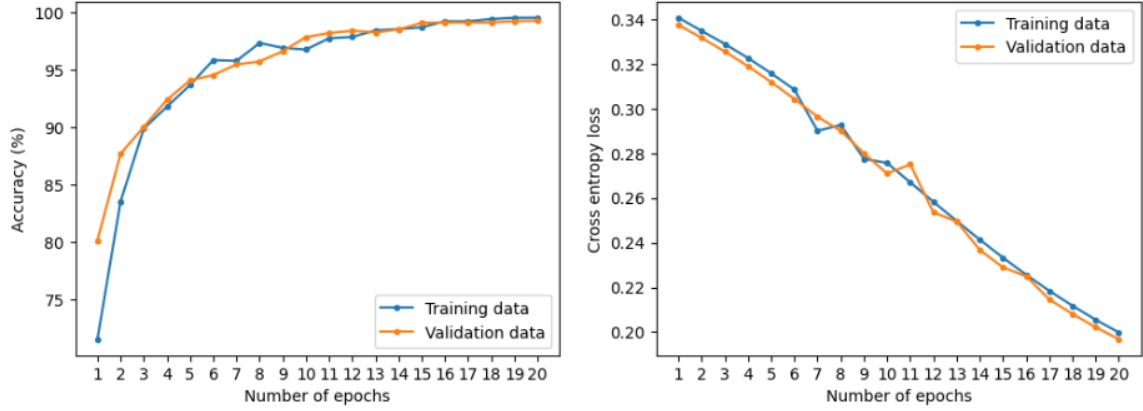 100
95
90
85
80
75
Accuracy (%)
Training data
Validation data
1 2 3 4 5 6 7 8 9 10 11 12 13 14 15 16 17 18 19 20
Number of epochs
0.34
0.32
0.30
0.28
0.26
0.24
0.22
0.20
Cross entropy loss
Training data
Validation data
1 2 3 4 5 6 7 8 9 10 11 12 13 14 15 16 17 18 19 20
Number of epochs